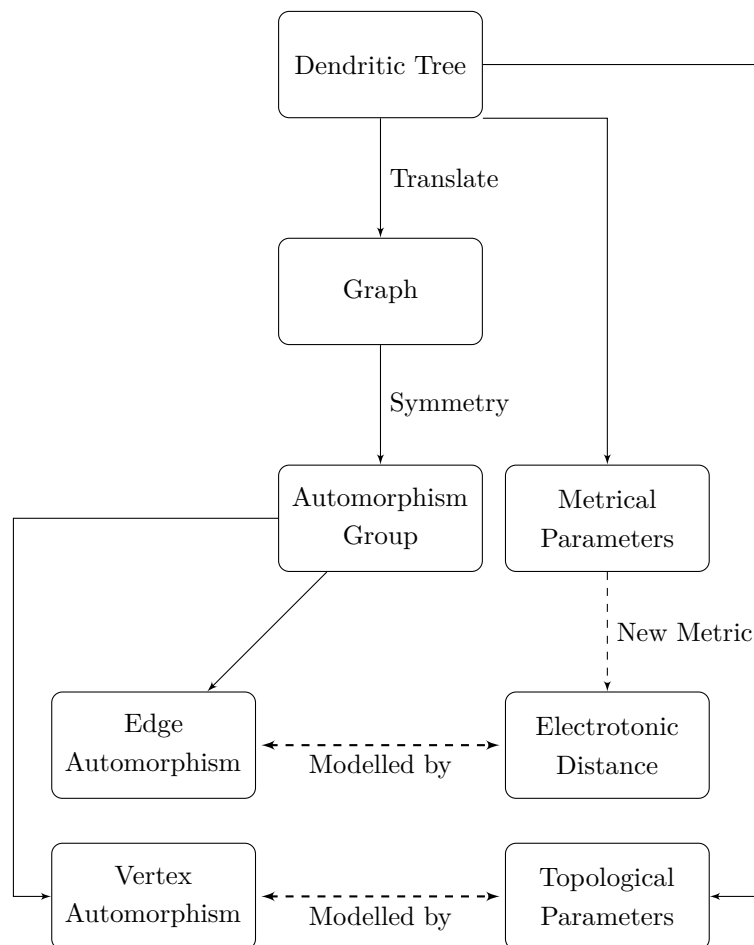 Dendritic Tree
Translate
Graph
Symmetry
Automorphism
Group
Metrical
Parameters
New Metric
Edge
Automorphism
Modelled by
Electrotonic
Distance
Vertex
Automorphism
Modelled by
Topological
Parameters